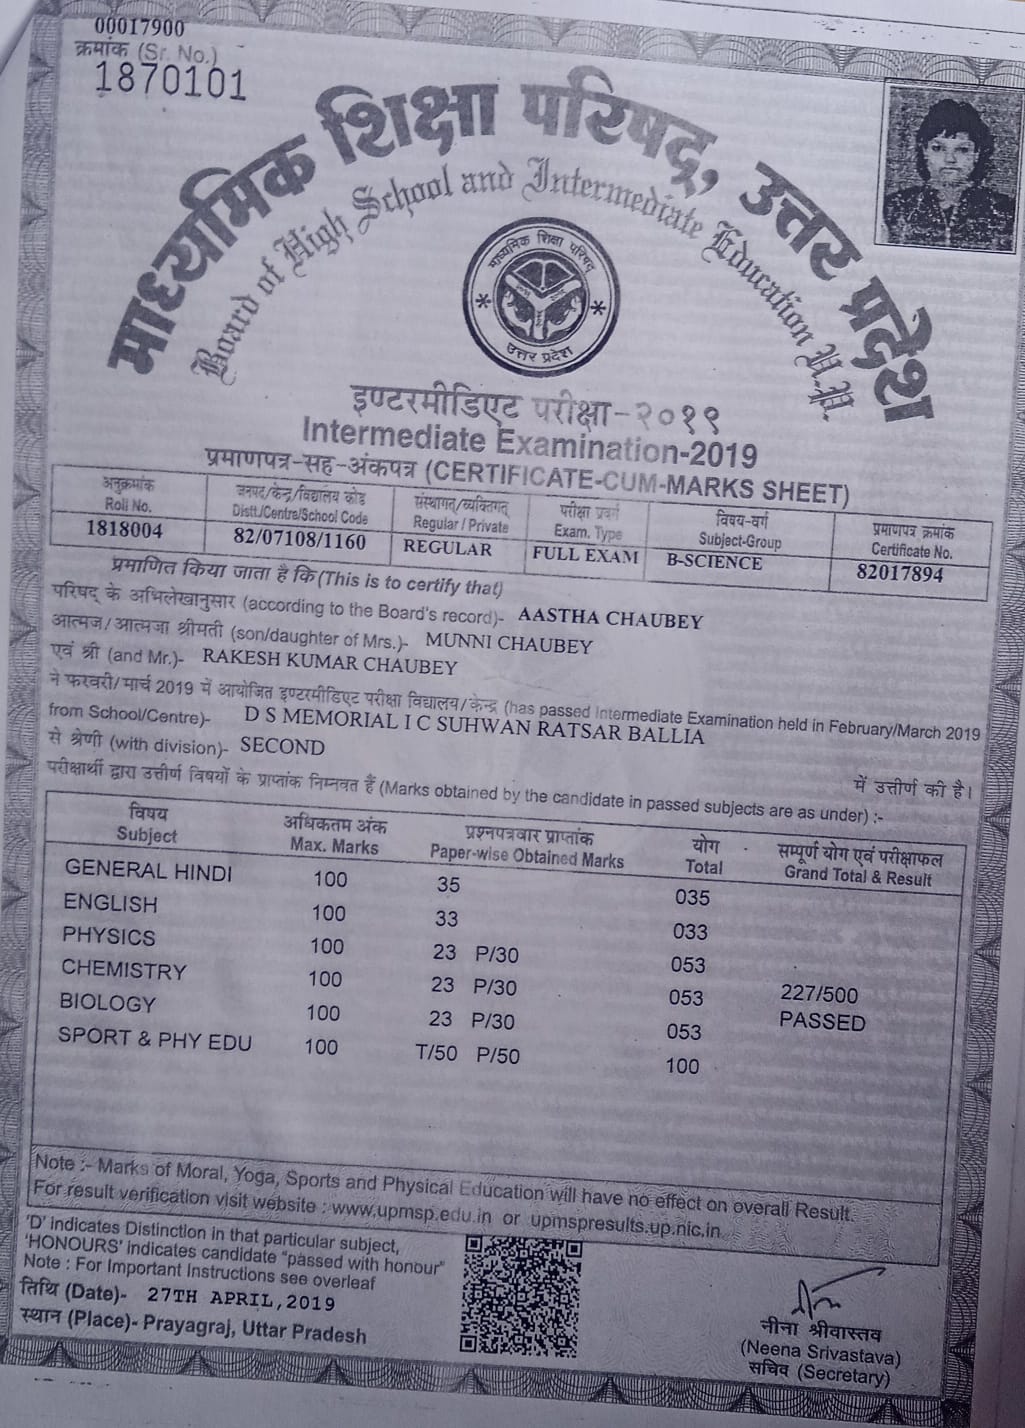 00017900
क्रमांक (Sr. No.)
1870101
माध्यमिक शिक्षा परिषद्, उत्तर प्रदेश
Board of High School and Intermediate Education U.P.
माध्यमिक शिक्षा परिषद्
उत्तर प्रदेश
इण्टरमीडिएट परीक्षा-२०१९
Intermediate Examination-2019
प्रमाणपत्र-सह-अंकपत्र (CERTIFICATE-CUM-MARKS SHEET)
अनुक्रमांक जनपद/केन्द्र/विद्यालय कोड संस्थागत/व्यक्तिगत परीक्षा प्रवर्ग विषय-वर्ग प्रमाणपत्र क्रमांक
Roll No. Distt./Centre/School Code Regular / Private Exam. Type Subject-Group Certificate No.
1818004 82/07108/1160 REGULAR FULL EXAM B-SCIENCE 82017894
प्रमाणित किया जाता है कि (This is to certify that)
परिषद् के अभिलेखानुसार (according to the Board's record)- AASTHA CHAUBEY
आत्मज/आत्मजा श्रीमती (son/daughter of Mrs.)- MUNNI CHAUBEY
एवं श्री (and Mr.)- RAKESH KUMAR CHAUBEY
ने फरवरी/मार्च 2019 में आयोजित इण्टरमीडिएट परीक्षा विद्यालय/केन्द्र (has passed Intermediate Examination held in February/March 2019
from School/Centre)- D S MEMORIAL I C SUHWAN RATSAR BALLIA
से श्रेणी (with division)- SECOND में उत्तीर्ण की है।
परीक्षार्थी द्वारा उत्तीर्ण विषयों के प्राप्तांक निम्नवत हैं (Marks obtained by the candidate in passed subjects are as under) :-
विषय अधिकतम अंक प्रश्नपत्रवार प्राप्तांक योग सम्पूर्ण योग एवं परीक्षाफल
Subject Max. Marks Paper-wise Obtained Marks Total Grand Total & Result
GENERAL HINDI 100 35 035
ENGLISH 100 33 033
PHYSICS 100 23 P/30 053
CHEMISTRY 100 23 P/30 053 227/500
BIOLOGY 100 23 P/30 053 PASSED
SPORT & PHY EDU 100 T/50 P/50 100
Note :- Marks of Moral, Yoga, Sports and Physical Education will have no effect on overall Result.
For result verification visit website : www.upmsp.edu.in or upmspresults.up.nic.in
'D' indicates Distinction in that particular subject,
'HONOURS' indicates candidate "passed with honour"
Note : For Important Instructions see overleaf
तिथि (Date)- 27TH APRIL,2019
स्थान (Place)- Prayagraj, Uttar Pradesh
नीना श्रीवास्तव
(Neena Srivastava)
सचिव (Secretary)